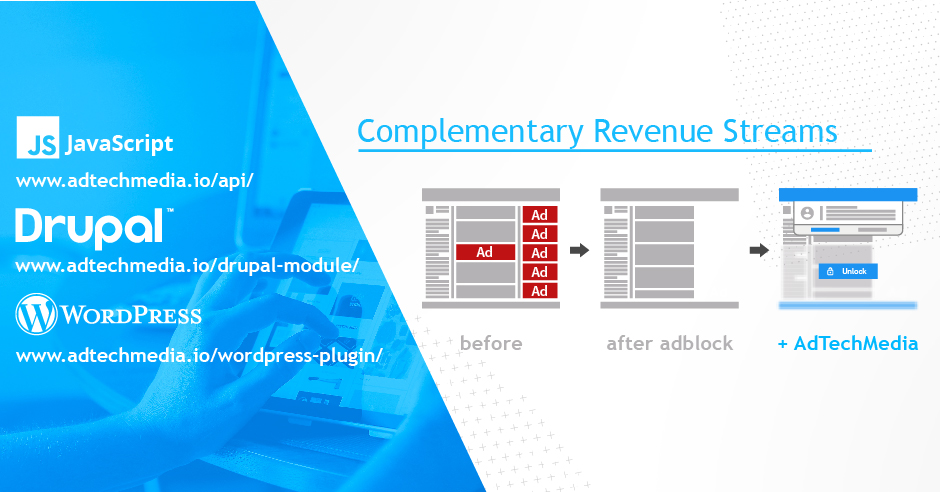 JS JavaScript
www.adtechmedia.io/api/
Drupal™
www.adtechmedia.io/drupal-module/
W WORDPRESS
www.adtechmedia.io/wordpress-plugin/
Complementary Revenue Streams
Ad
Ad
Ad
Ad
Ad
Ad
Unlock
before
after adblock
+ AdTechMedia